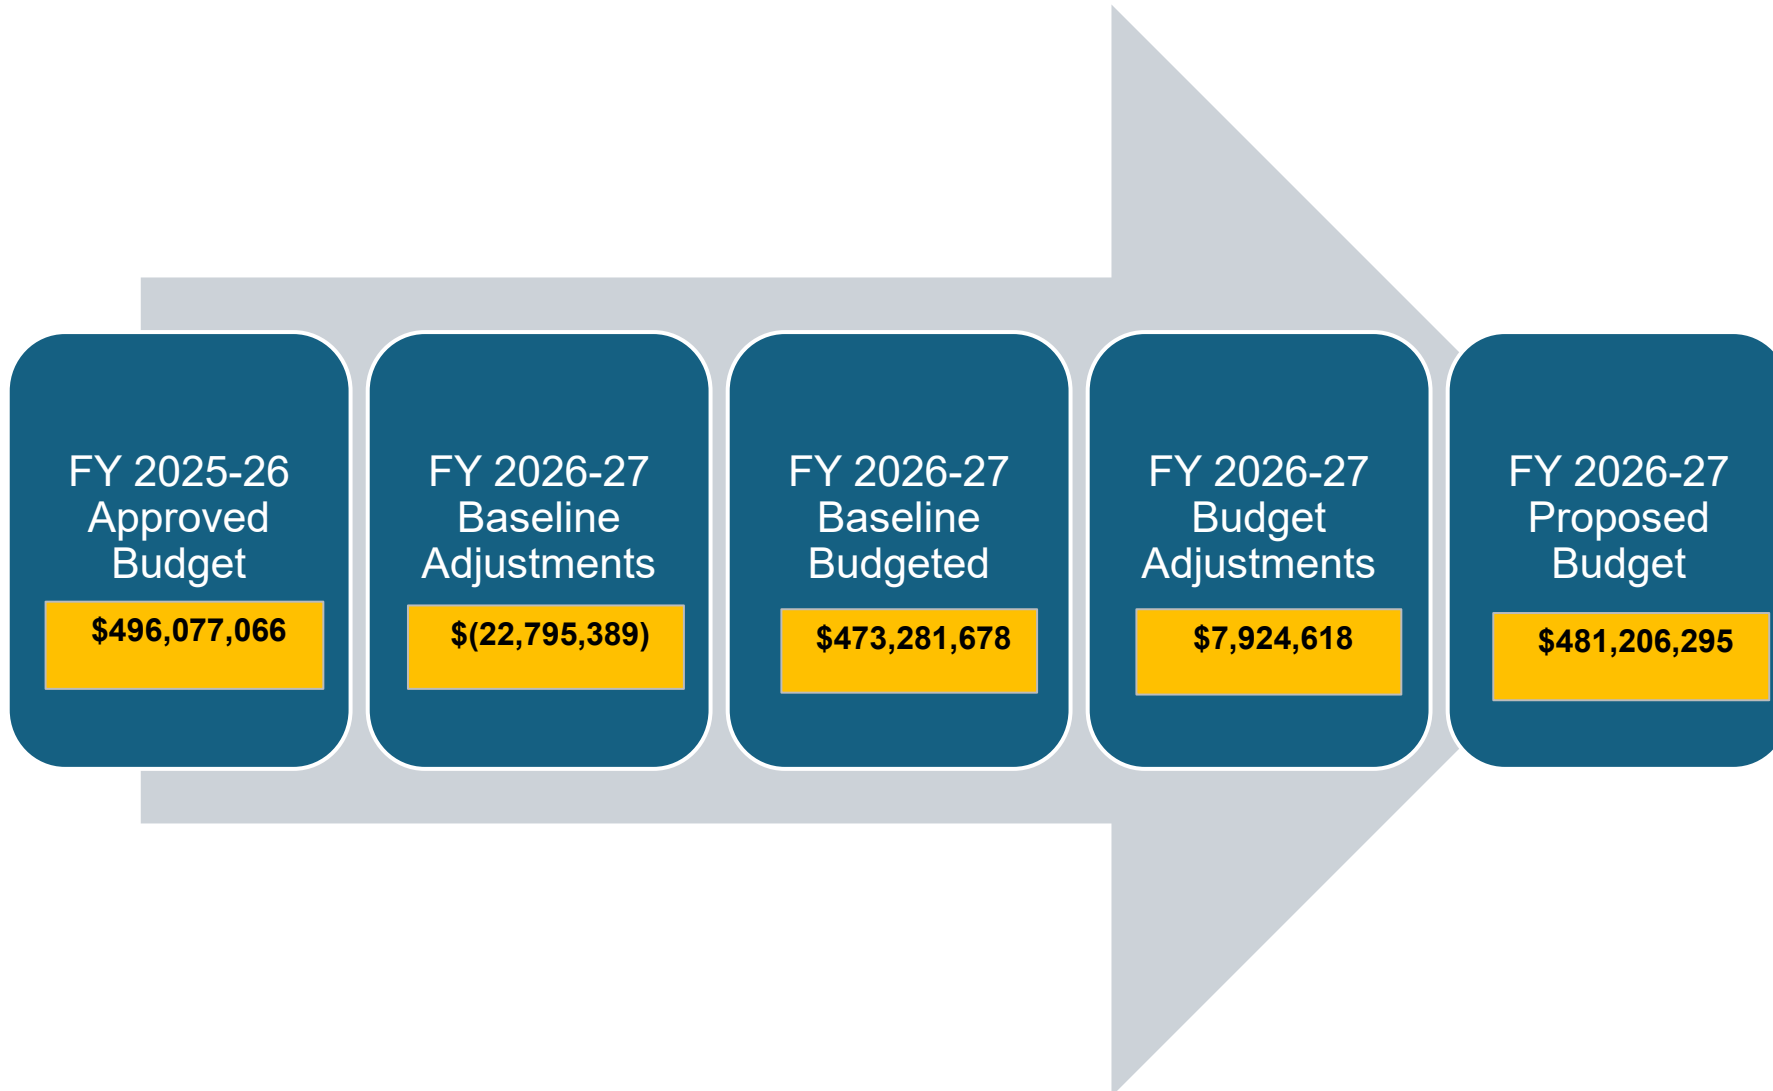 FY 2025-26
Approved
Budget
$496,077,066
FY 2026-27
Baseline
Adjustments
$(22,795,389)
FY 2026-27
Baseline
Budgeted
$473,281,678
FY 2026-27
Budget
Adjustments
$7,924,618
FY 2026-27
Proposed
Budget
$481,206,295